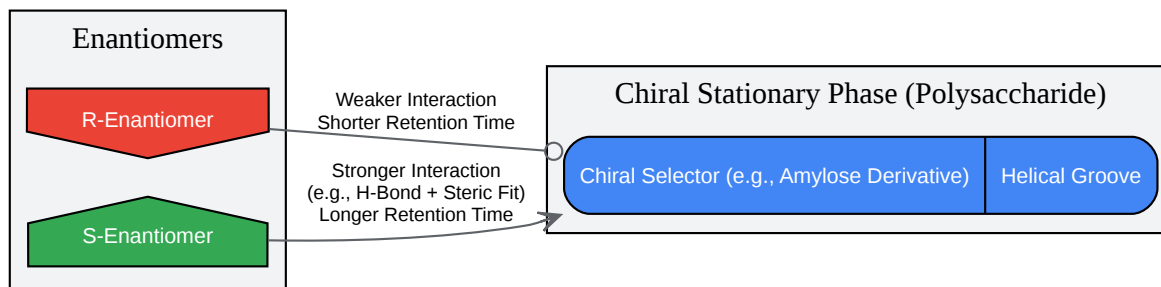 Enantiomers
R-Enantiomer
S-Enantiomer
Weaker Interaction
Shorter Retention Time
Stronger Interaction
(e.g., H-Bond + Steric Fit)
Longer Retention Time
Chiral Stationary Phase (Polysaccharide)
Chiral Selector (e.g., Amylose Derivative)
Helical Groove